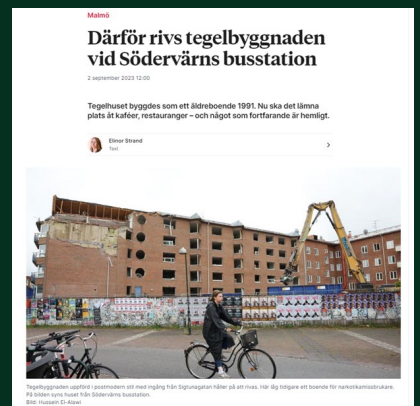 Malmö
Därför rivs tegelbyggnaden
vid Södervärns busstation
2 september 2023 12:00
Tegelhuset byggdes som ett äldreboende 1991. Nu ska det lämna
plats åt kaféer, restauranger – och något som fortfarande är hemligt.
Elinor Strand
Text
Tegelbyggnaden uppförd i postmodern stil med ingång från Sigtunagatan håller på att rivas. Här låg tidigare ett boende för narkotikamissbrukare.
På bilden syns huset från Södervärns busstation.
Bild: Hussein El-Alawi